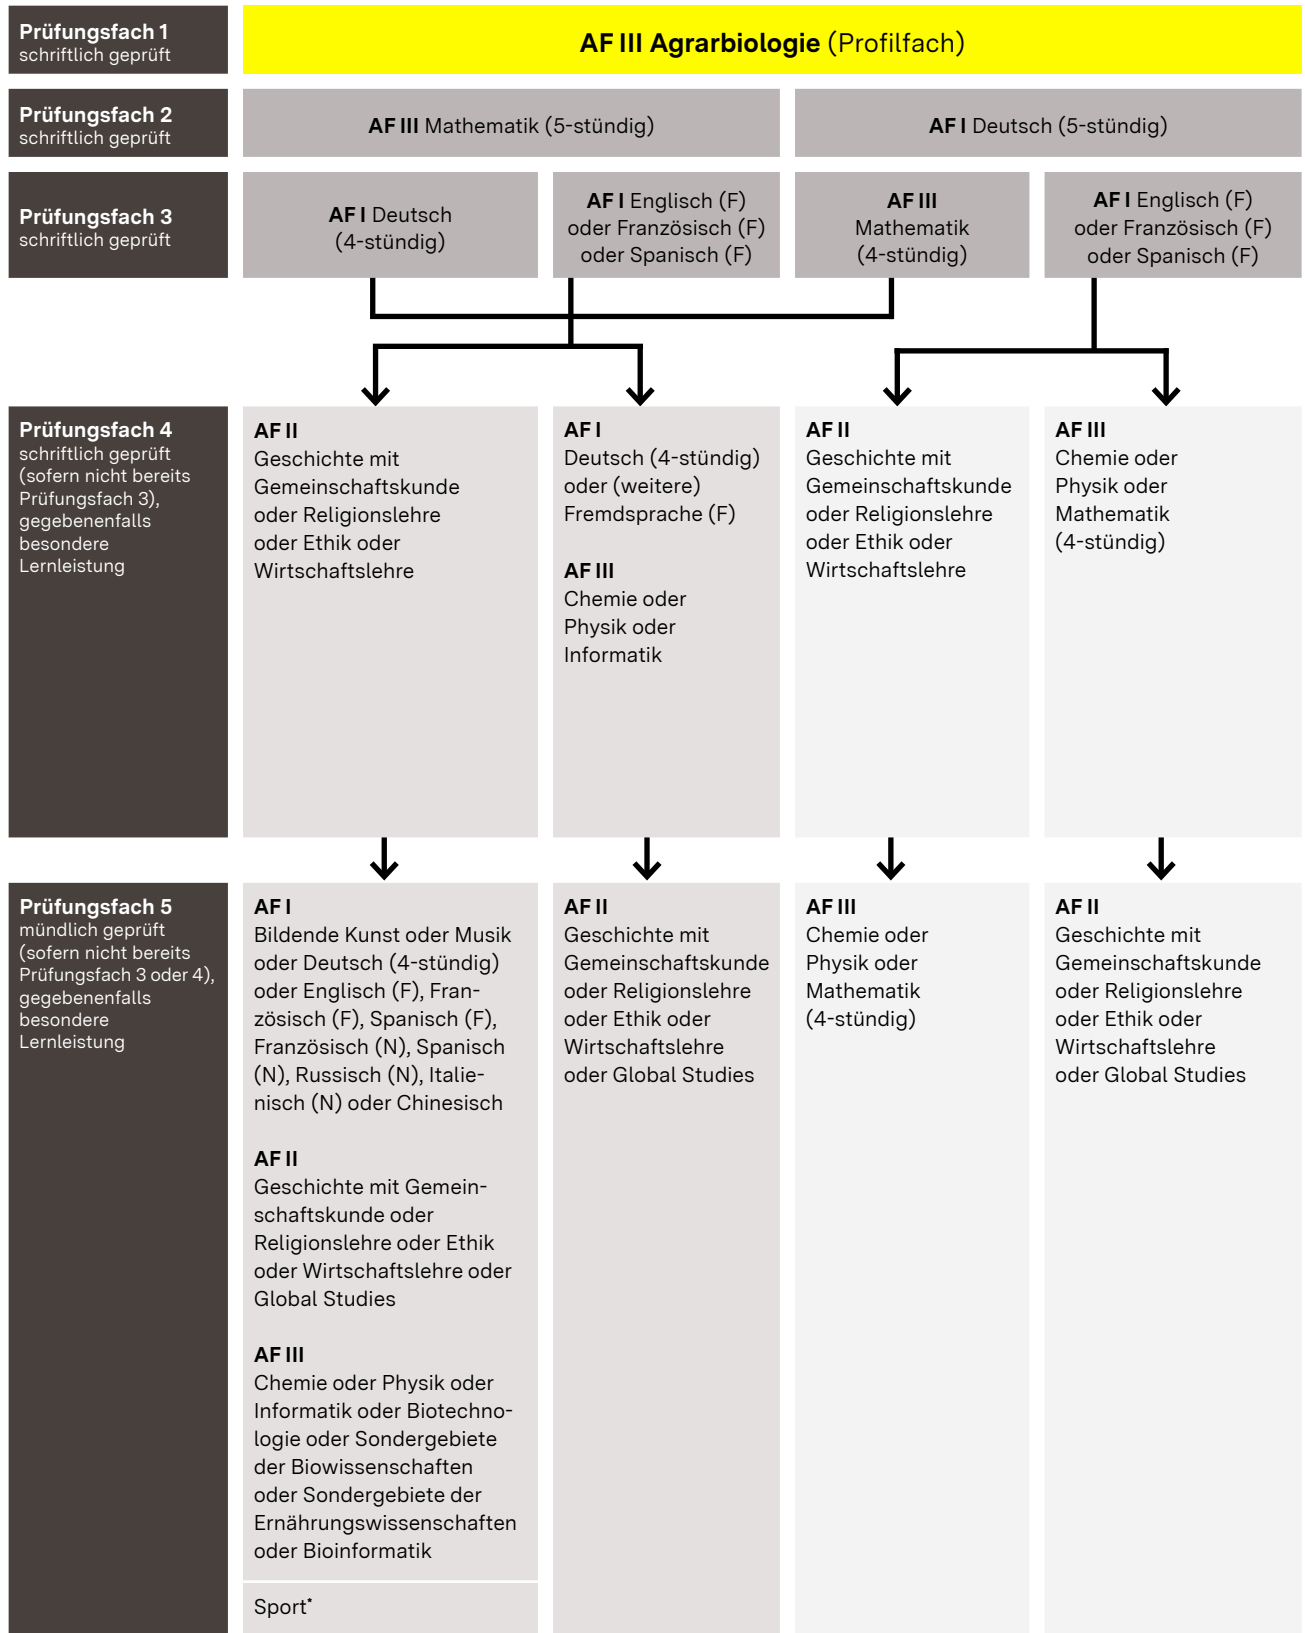 Prüfungsfach 1
schriftlich geprüft
AF III Agrarbiologie (Profilfach)
Prüfungsfach 2
schriftlich geprüft
AF III Mathematik (5-stündig)
AF I Deutsch (5-stündig)
Prüfungsfach 3
schriftlich geprüft
AF I Deutsch
(4-stündig)
AF I Englisch (F)
oder Französisch (F)
oder Spanisch (F)
AF III
Mathematik
(4-stündig)
AF I Englisch (F)
oder Französisch (F)
oder Spanisch (F)
Prüfungsfach 4
schriftlich geprüft
(sofern nicht bereits
Prüfungsfach 3),
gegebenenfalls
besondere
Lernleistung
AF II
Geschichte mit
Gemeinschaftskunde
oder Religionslehre
oder Ethik oder
Wirtschaftslehre
AF I
Deutsch (4-stündig)
oder (weitere)
Fremdsprache (F)
AF III
Chemie oder
Physik oder
Informatik
AF II
Geschichte mit
Gemeinschaftskunde
oder Religionslehre
oder Ethik oder
Wirtschaftslehre
AF III
Chemie oder
Physik oder
Mathematik
(4-stündig)
Prüfungsfach 5
mündlich geprüft
(sofern nicht bereits
Prüfungsfach 3 oder 4),
gegebenenfalls
besondere
Lernleistung
AF I
Bildende Kunst oder Musik
oder Deutsch (4-stündig)
oder Englisch (F), Fran-
zösisch (F), Spanisch (F),
Französisch (N), Spanisch
(N), Russisch (N), Italie-
nisch (N) oder Chinesisch
AF II
Geschichte mit Gemein-
schaftskunde oder
Religionslehre oder Ethik
oder Wirtschaftslehre oder
Global Studies
AF III
Chemie oder Physik oder
Informatik oder Biotechno-
logie oder Sondergebiete
der Biowissenschaften
oder Sondergebiete der
Ernährungswissenschaften
oder Bioinformatik
Sport*
AF II
Geschichte mit
Gemeinschaftskunde
oder Religionslehre
oder Ethik oder
Wirtschaftslehre
oder Global Studies
AF III
Chemie oder
Physik oder
Mathematik
(4-stündig)
AF II
Geschichte mit
Gemeinschaftskunde
oder Religionslehre
oder Ethik oder
Wirtschaftslehre
oder Global Studies